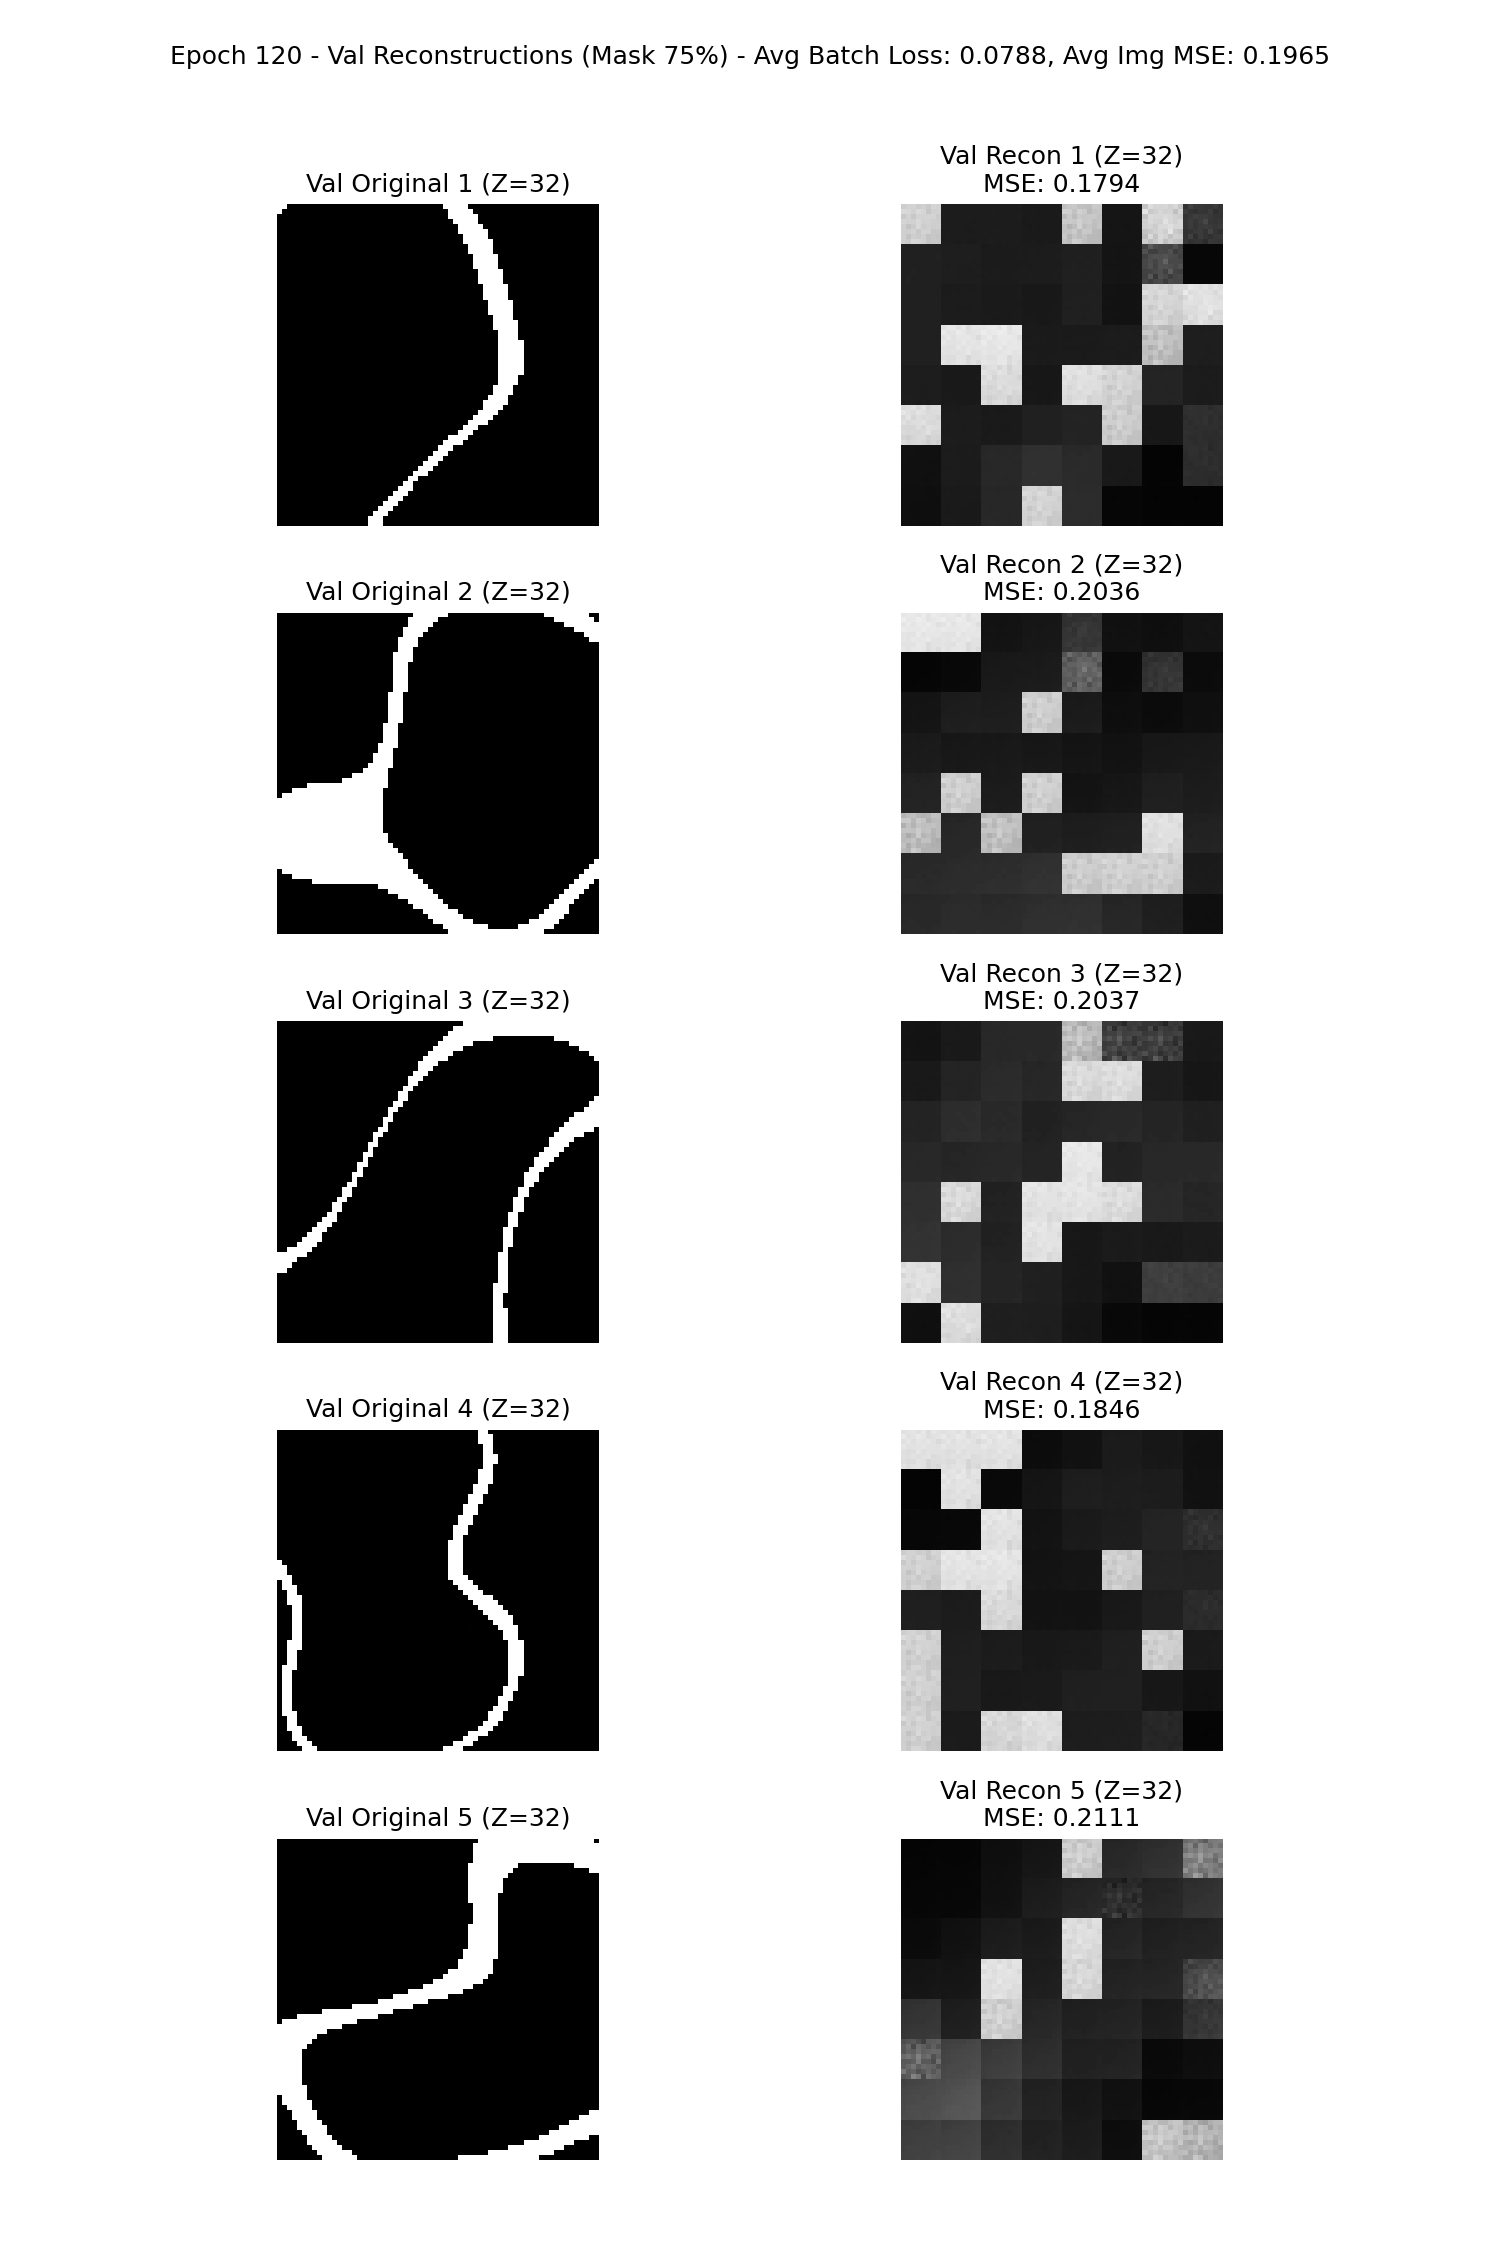 Epoch 120 - Val Reconstructions (Mask 75%) - Avg Batch Loss: 0.0788, Avg Img MSE: 0.1965
Val Original 1 (Z=32)
Val Recon 1 (Z=32)
MSE: 0.1794
Val Original 2 (Z=32)
Val Recon 2 (Z=32)
MSE: 0.2036
Val Original 3 (Z=32)
Val Recon 3 (Z=32)
MSE: 0.2037
Val Original 4 (Z=32)
Val Recon 4 (Z=32)
MSE: 0.1846
Val Original 5 (Z=32)
Val Recon 5 (Z=32)
MSE: 0.2111